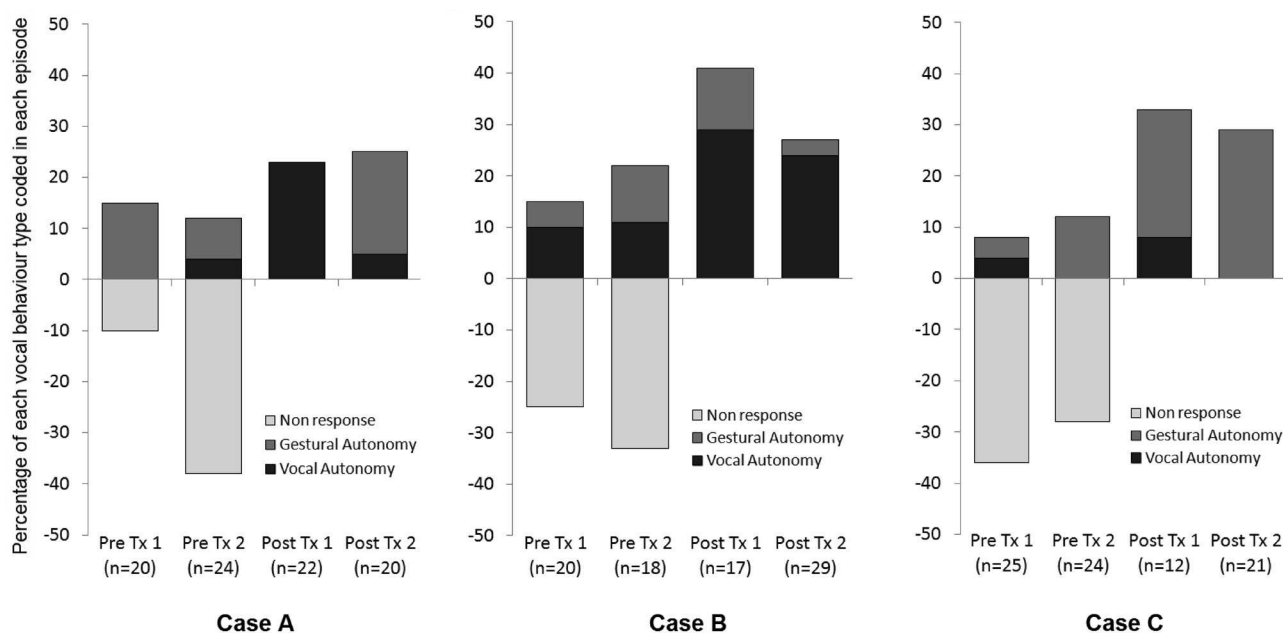 Percentage of each vocal behaviour type coded in each episode
50
40
30
20
10
0
-10
-20
-30
-40
-50
Non response
Gestural Autonomy
Vocal Autonomy
Pre Tx 1 Pre Tx 2 Post Tx 1 Post Tx 2
(n=20) (n=24) (n=22) (n=20)
Case A
50
40
30
20
10
0
-10
-20
-30
-40
-50
Non response
Gestural Autonomy
Vocal Autonomy
Pre Tx 1 Pre Tx 2 Post Tx 1 Post Tx 2
(n=20) (n=18) (n=17) (n=29)
Case B
50
40
30
20
10
0
-10
-20
-30
-40
-50
Non response
Gestural Autonomy
Vocal Autonomy
Pre Tx 1 Pre Tx 2 Post Tx 1 Post Tx 2
(n=25) (n=24) (n=12) (n=21)
Case C